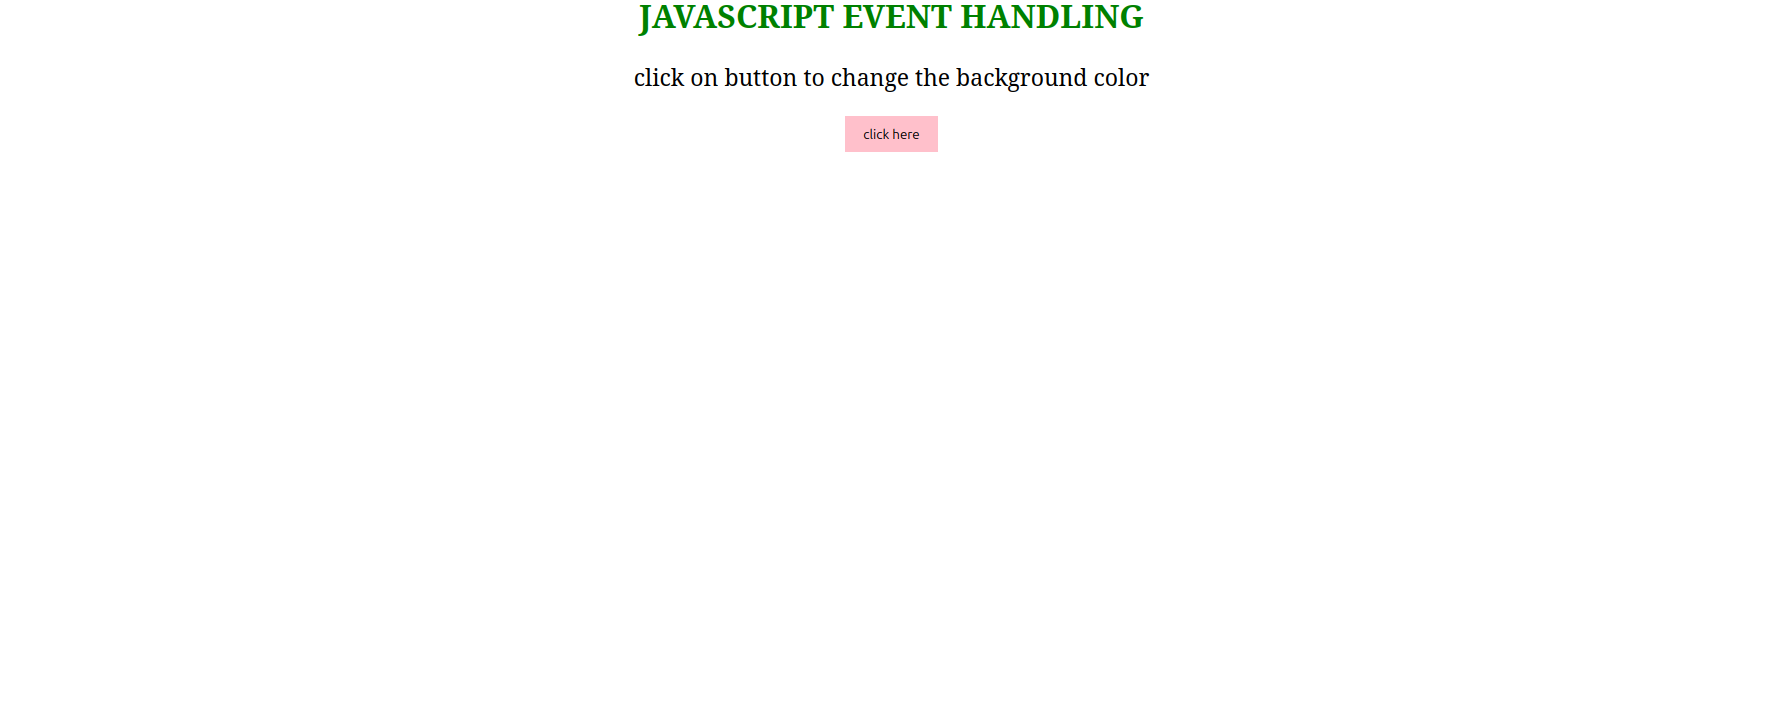 JAVASCRIPT EVENT HANDLING
click on button to change the background color
click here